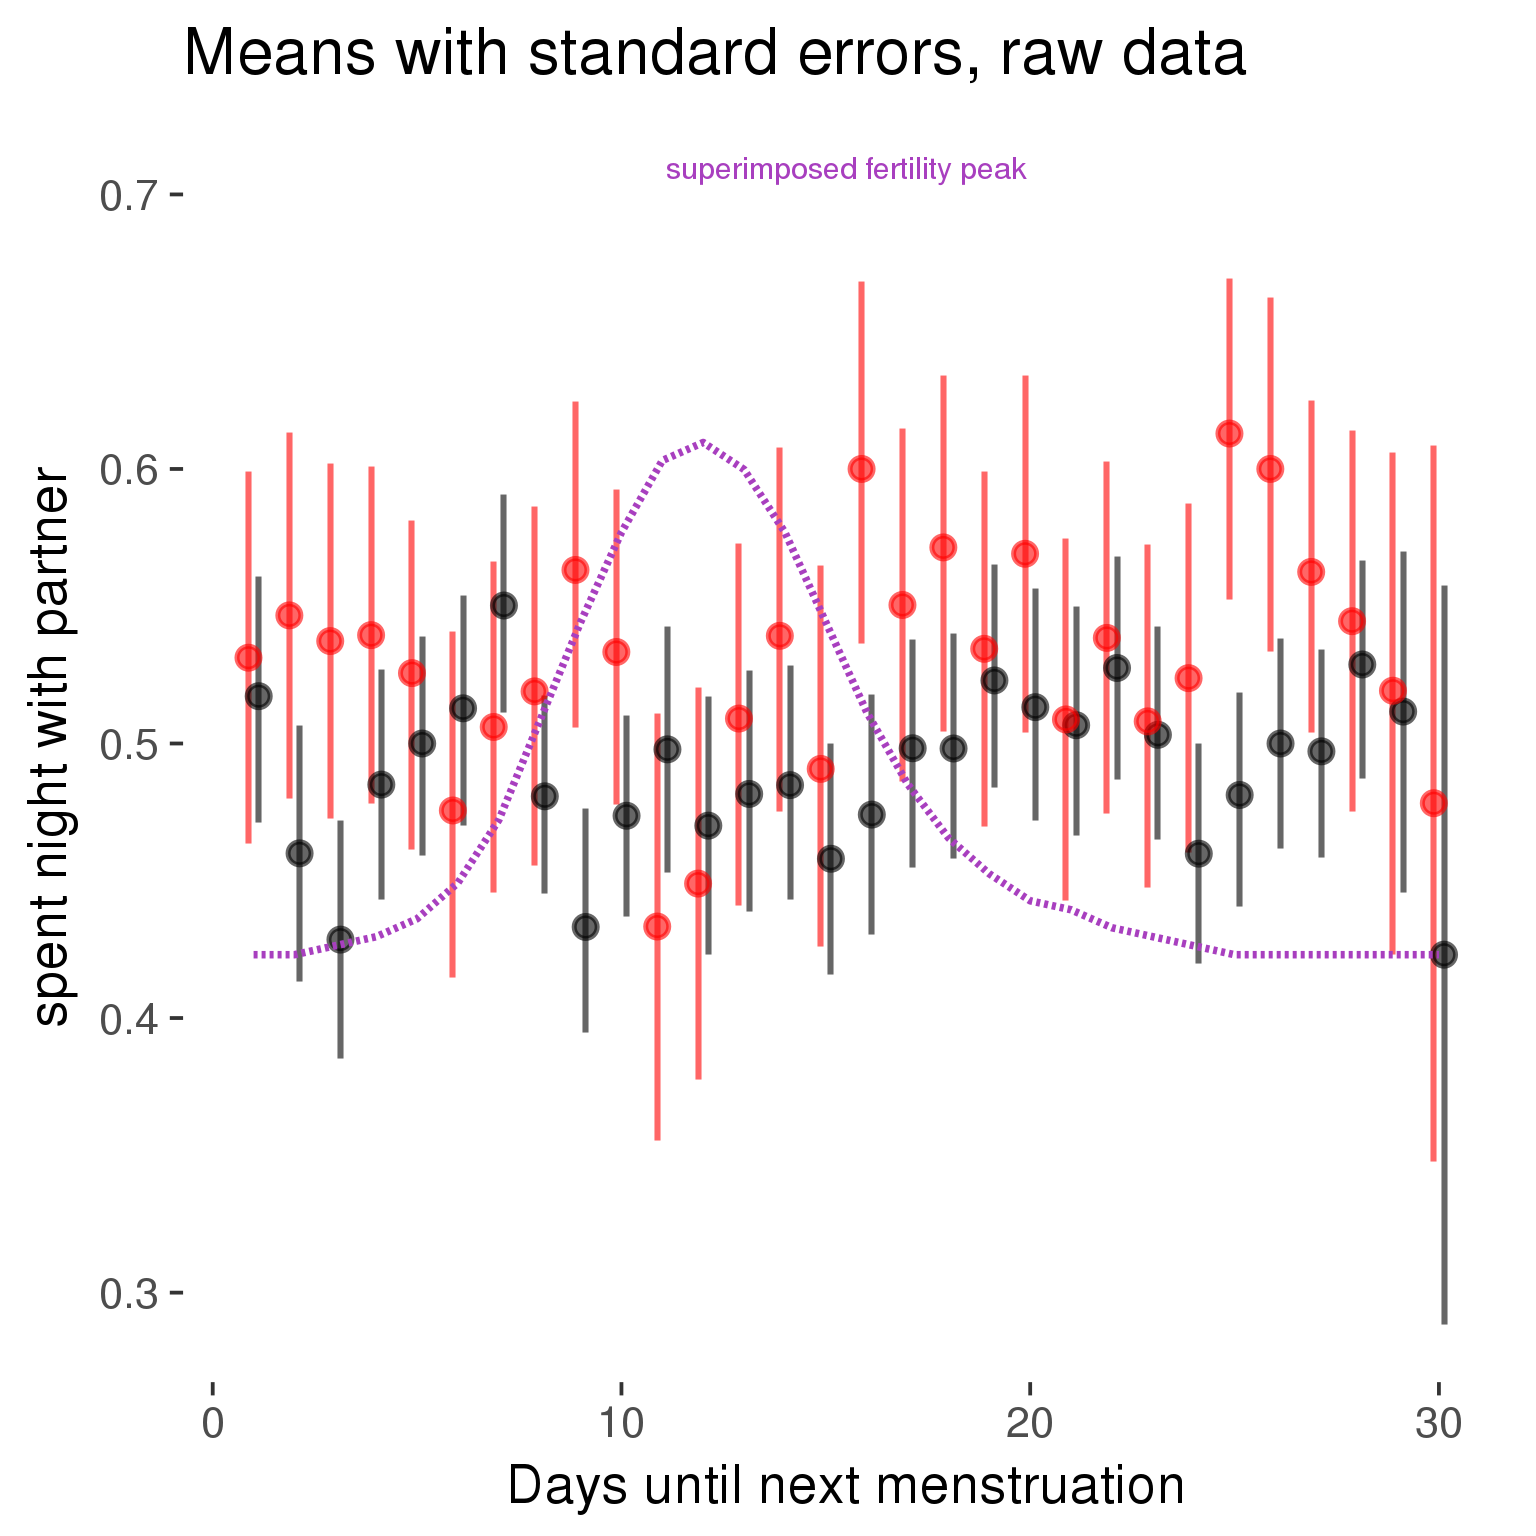 Means with standard errors, raw data
superimposed fertility peak
0.7
0.6
0.5
0.4
0.3
spent night with partner
0 10 20 30
Days until next menstruation